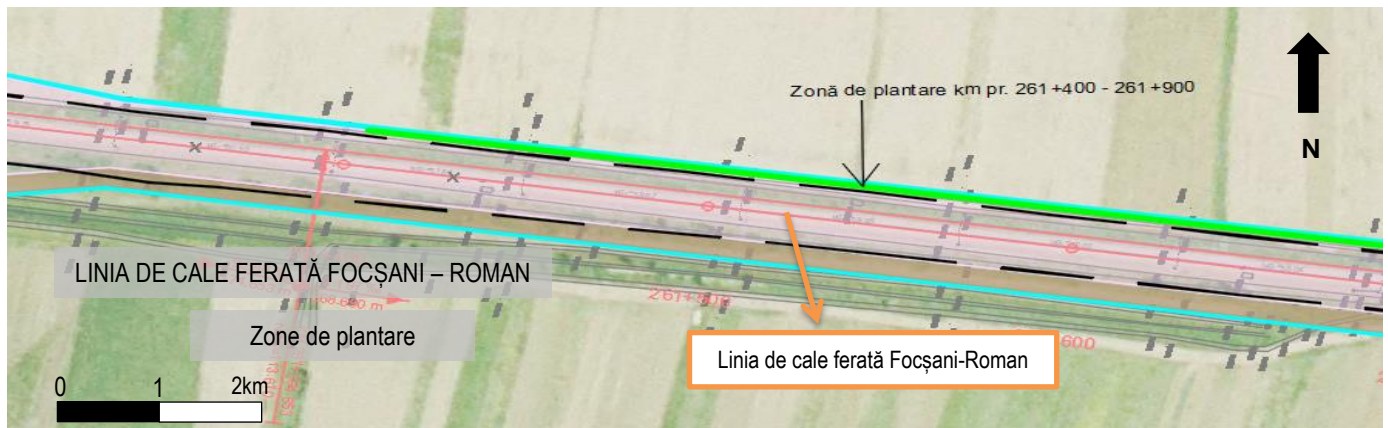 Zonă de plantare km pr. 261+400 - 261+900
N
LINIA DE CALE FERATĂ FOCȘANI – ROMAN
Zone de plantare
Linia de cale ferată Focșani-Roman
600
0 1 2km